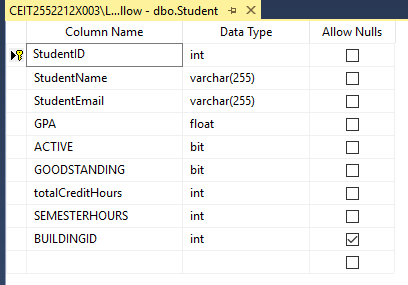 CEIT2552212X003\L...llow - dbo.Student
Column Name Data Type Allow Nulls
StudentID int
StudentName varchar(255)
StudentEmail varchar(255)
GPA float
ACTIVE bit
GOODSTANDING bit
totalCreditHours int
SEMESTERHOURS int
BUILDINGID int